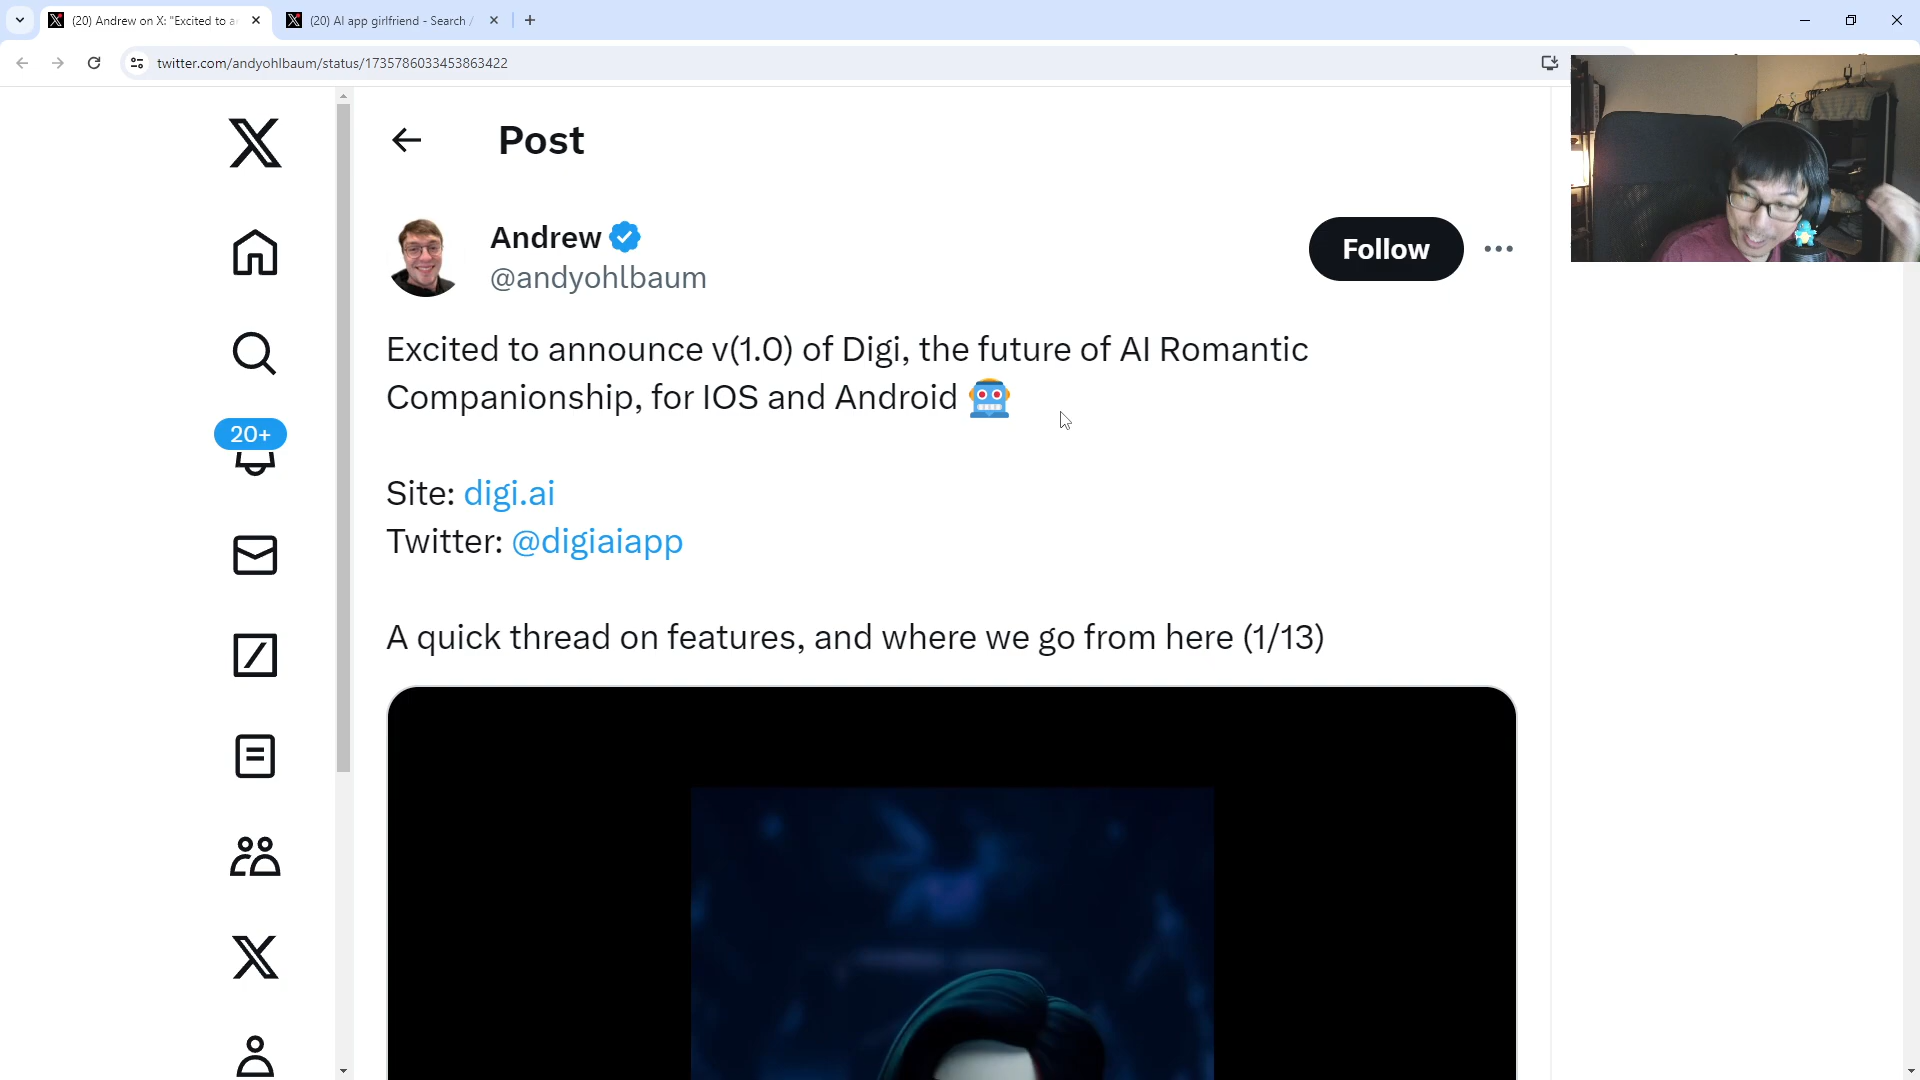 (20) Andrew on X: "Excited to a
(20) AI app girlfriend - Search /
twitter.com/andyohlbaum/status/1735786033453863422
Post
Andrew
@andyohlbaum
Follow
Excited to announce v(1.0) of Digi, the future of AI Romantic
Companionship, for IOS and Android
20+
Site: digi.ai
Twitter: @digiaiapp
A quick thread on features, and where we go from here (1/13)